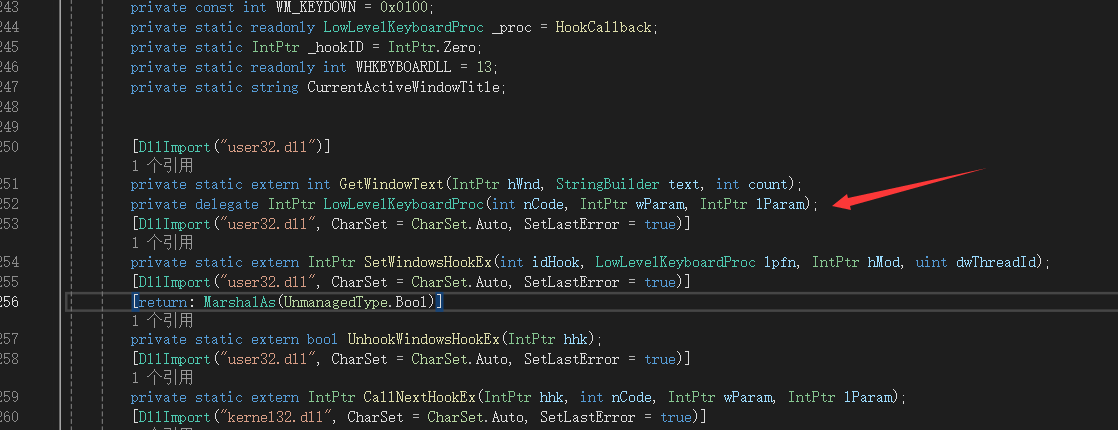 243 private const int WM_KEYDOWN = 0x0100;
244 private static readonly LowLevelKeyboardProc _proc = HookCallback;
245 private static IntPtr _hookID = IntPtr.Zero;
246 private static readonly int WHKEYBOARDLL = 13;
247 private static string CurrentActiveWindowTitle;
248
249
250 [DllImport("user32.dll")]
1 个引用
251 private static extern int GetWindowText(IntPtr hWnd, StringBuilder text, int count);
252 private delegate IntPtr LowLevelKeyboardProc(int nCode, IntPtr wParam, IntPtr lParam);
253 [DllImport("user32.dll", CharSet = CharSet.Auto, SetLastError = true)]
1 个引用
254 private static extern IntPtr SetWindowsHookEx(int idHook, LowLevelKeyboardProc lpfn, IntPtr hMod, uint dwThreadId);
255 [DllImport("user32.dll", CharSet = CharSet.Auto, SetLastError = true)]
256 [return: MarshalAs(UnmanagedType.Bool)]
1 个引用
257 private static extern bool UnhookWindowsHookEx(IntPtr hhk);
258 [DllImport("user32.dll", CharSet = CharSet.Auto, SetLastError = true)]
1 个引用
259 private static extern IntPtr CallNextHookEx(IntPtr hhk, int nCode, IntPtr wParam, IntPtr lParam);
260 [DllImport("kernel32.dll", CharSet = CharSet.Auto, SetLastError = true)]